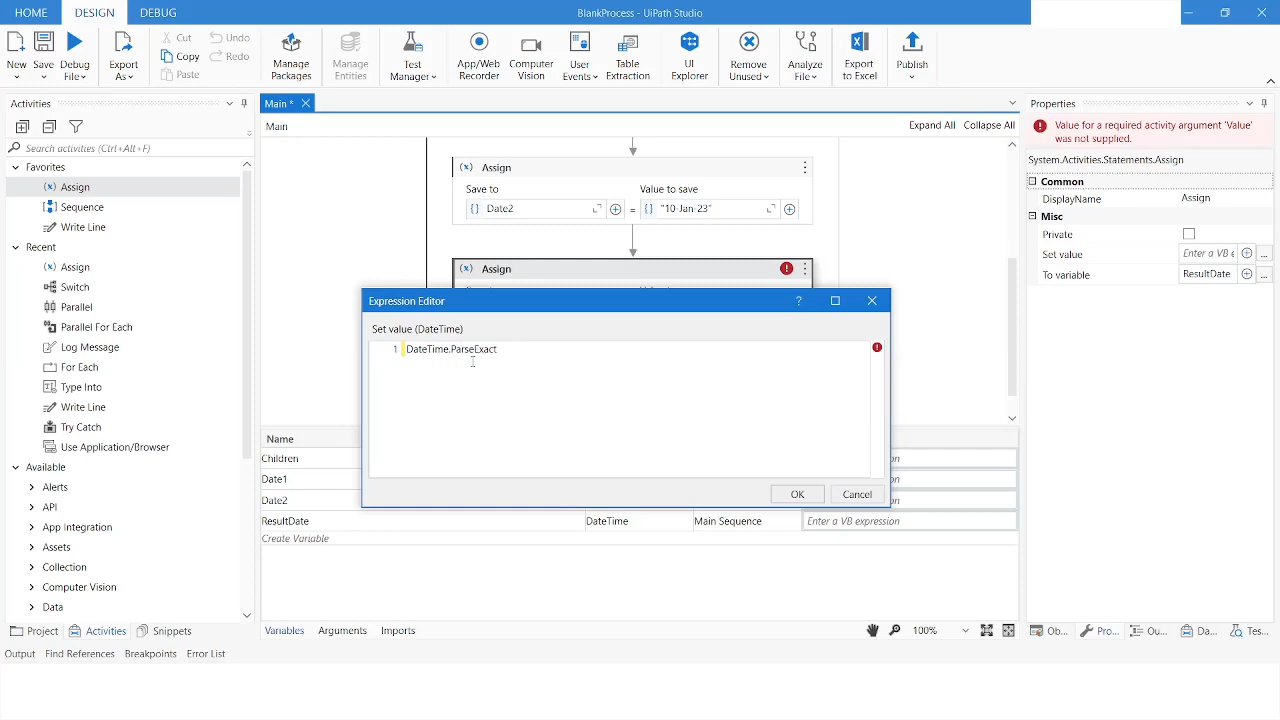 HOME DESIGN DEBUG BlankProcess - UiPath Studio
New Save Debug File Export As Cut Copy Paste Undo Redo Manage Packages Manage Entities Test Manager App/Web Recorder Computer Vision User Events Table Extraction UI Explorer Remove Unused Analyze File Export to Excel Publish
Activities
Search activities (Ctrl+Alt+F)
Favorites
Assign
Sequence
Write Line
Recent
Assign
Switch
Parallel
Parallel For Each
Log Message
For Each
Type Into
Write Line
Try Catch
Use Application/Browser
Available
Alerts
API
App Integration
Assets
Collection
Computer Vision
Data
Project Activities Snippets
Main *
Main Expand All Collapse All
Assign
Save to Value to save
Date2 = "10-Jan-23"
Assign
Expression Editor ?
Set value (DateTime)
1 DateTime.ParseExact
OK Cancel
Name
Children
Date1
Date2
ResultDate DateTime Main Sequence Enter a VB expression
Create Variable
Variables Arguments Imports 100%
Properties
Value for a required activity argument 'Value'
was not supplied.
System.Activities.Statements.Assign
Common
DisplayName Assign
Misc
Private
Set value Enter a VB e ...
To variable ResultDate ...
Ob... Pro... Ou... Da... Tes...
Output Find References Breakpoints Error List